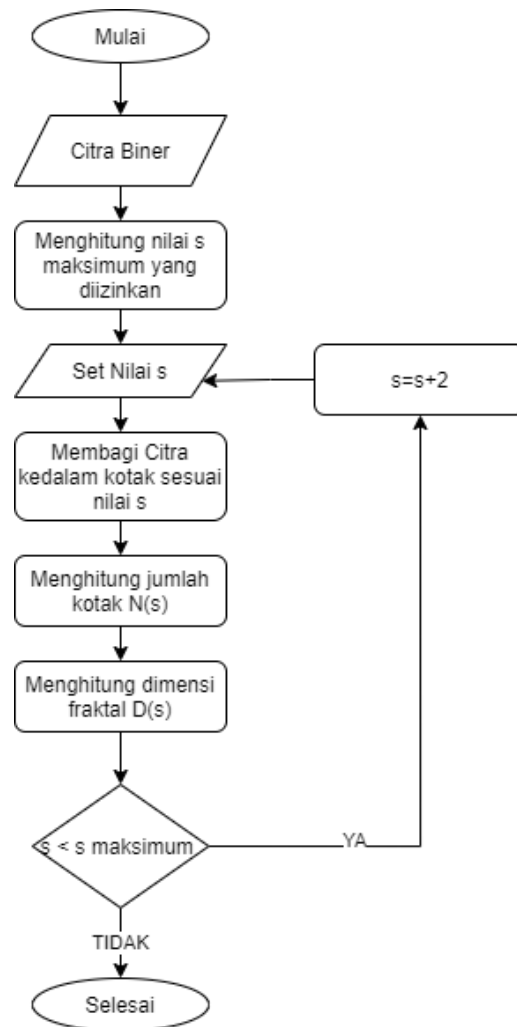 Mulai
Citra Biner
Menghitung nilai s
maksimum yang
diizinkan
Set Nilai s
s=s+2
Membagi Citra
kedalam kotak sesuai
nilai s
Menghitung jumlah
kotak N(s)
Menghitung dimensi
fraktal D(s)
s < s maksimum
YA
TIDAK
Selesai